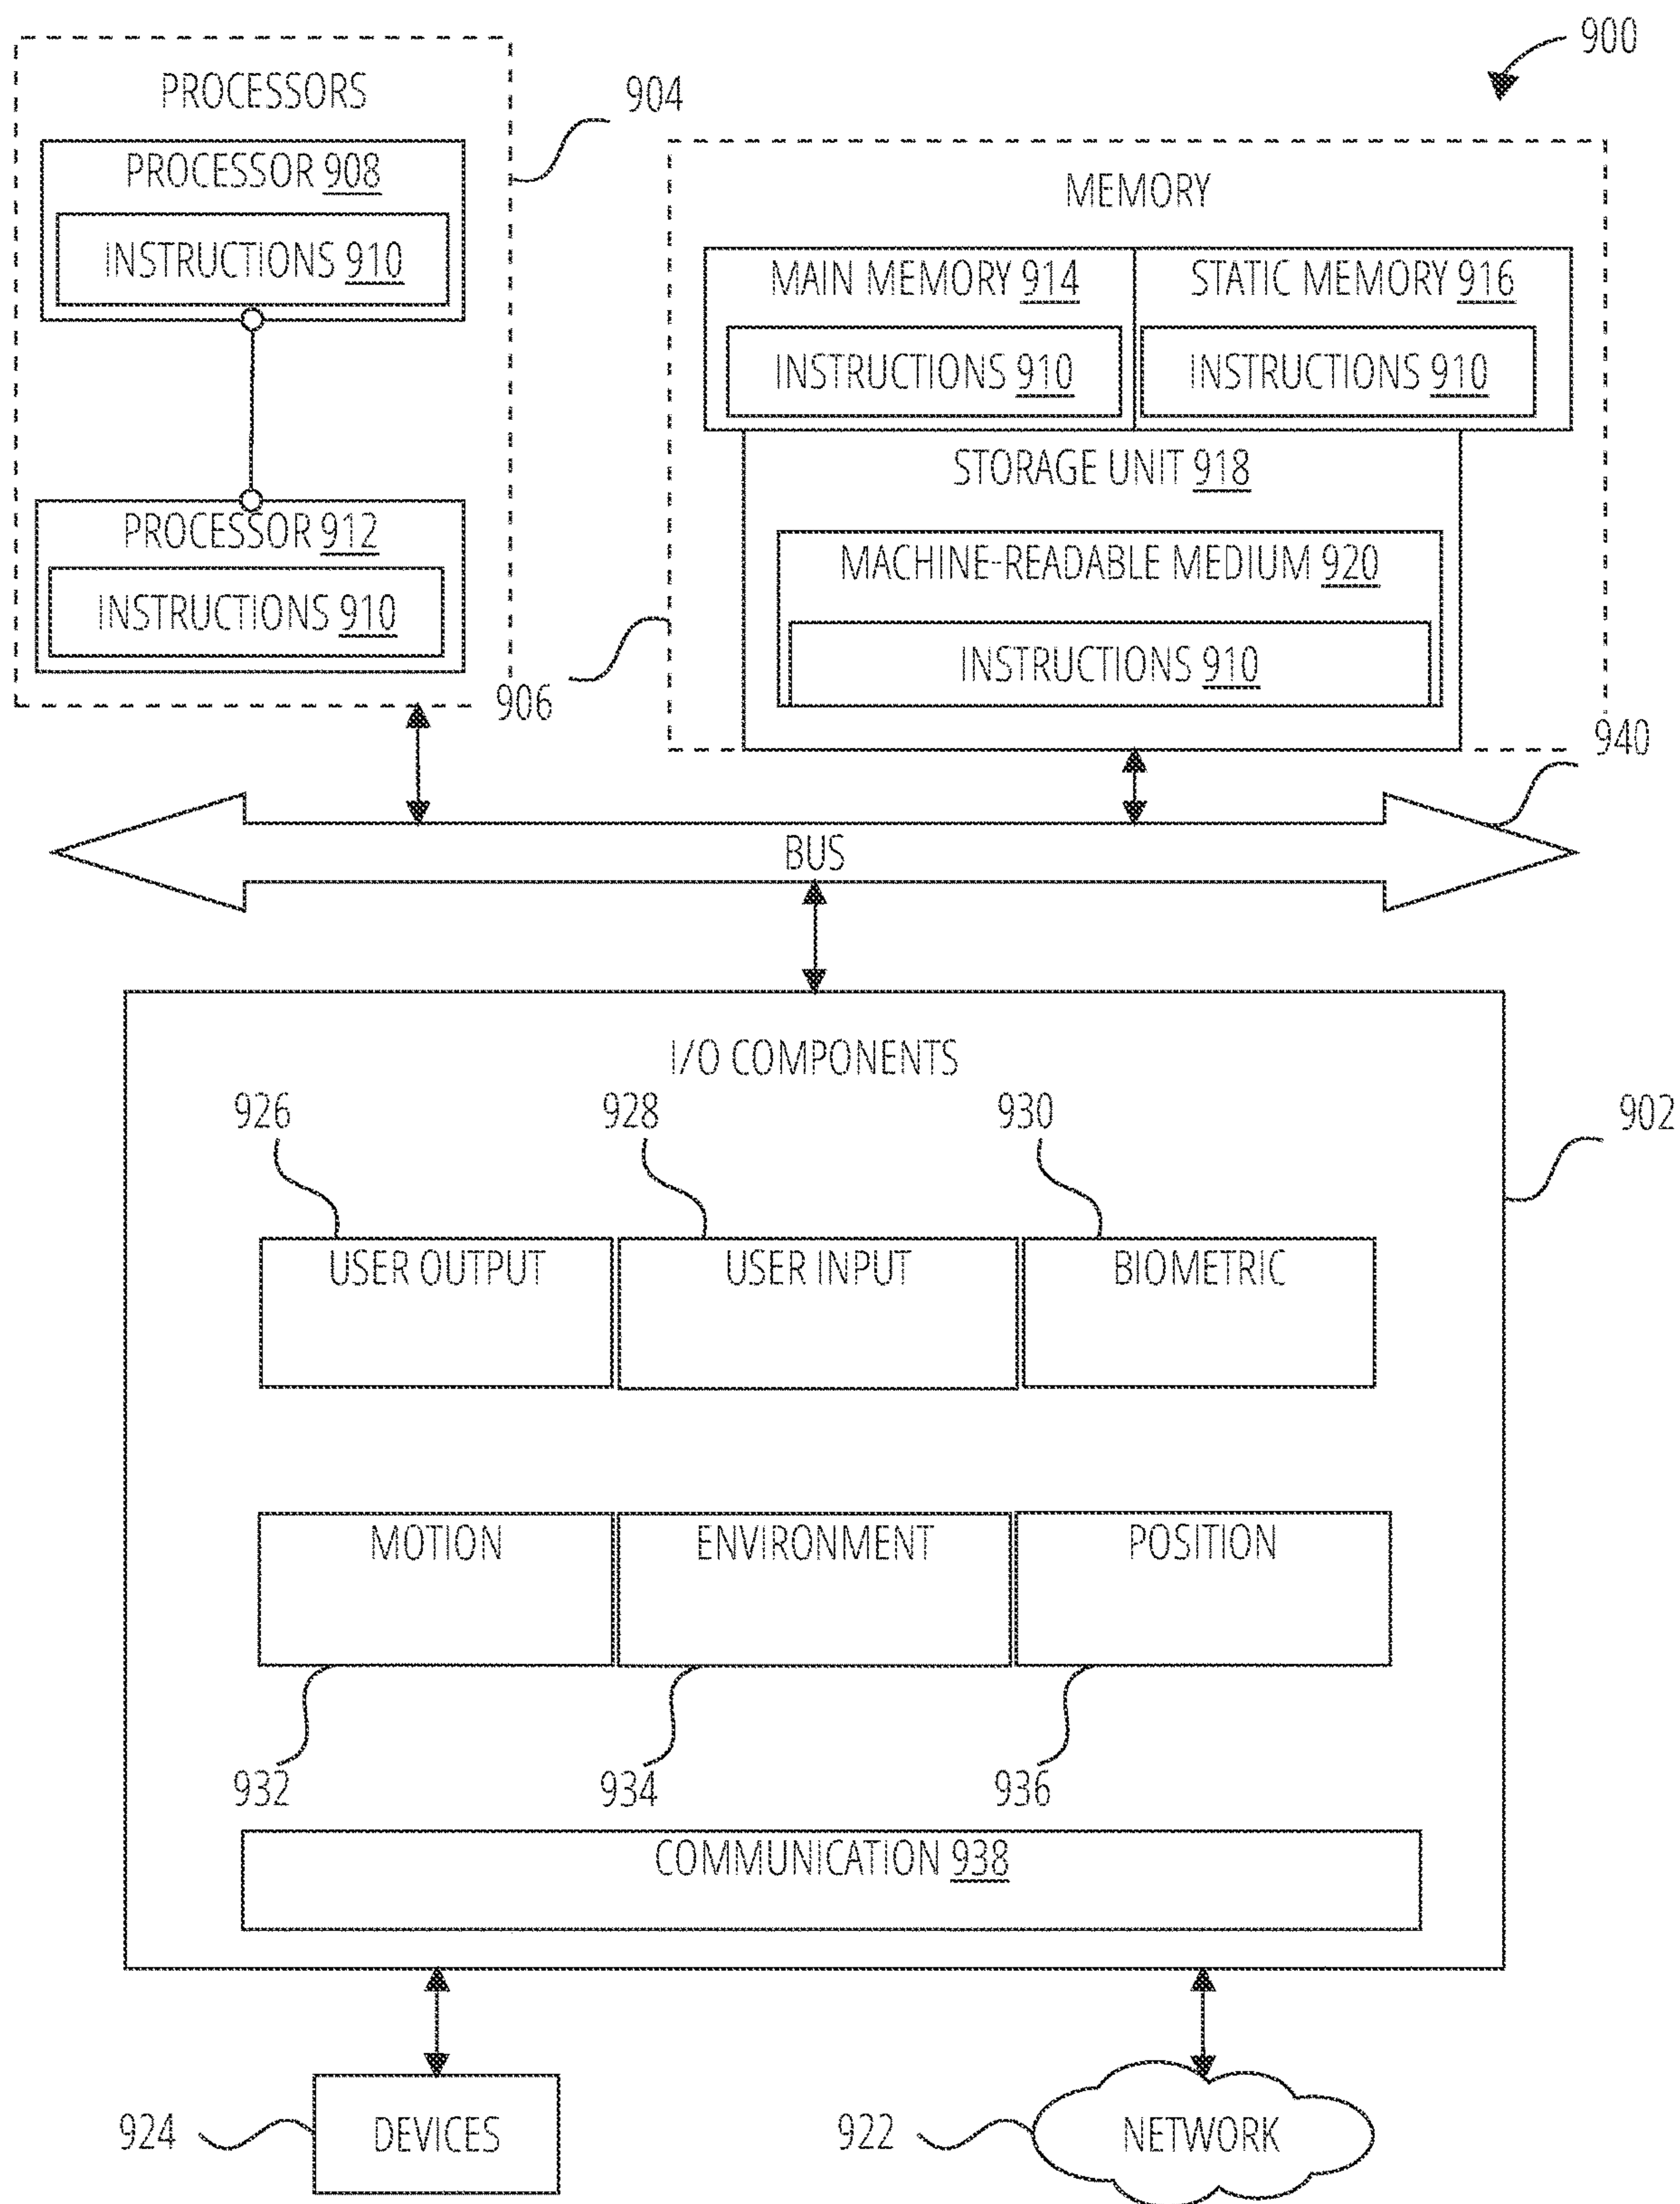 900
PROCESSORS
904
PROCESSOR 908
INSTRUCTIONS 910
PROCESSOR 912
INSTRUCTIONS 910
MEMORY
MAIN MEMORY 914
INSTRUCTIONS 910
STATIC MEMORY 916
INSTRUCTIONS 910
STORAGE UNIT 918
MACHINE-READABLE MEDIUM 920
INSTRUCTIONS 910
906
940
BUS
I/O COMPONENTS
902
926
928
930
USER OUTPUT
USER INPUT
BIOMETRIC
MOTION
ENVIRONMENT
POSITION
932
934
936
COMMUNICATION 938
924
DEVICES
922
NETWORK